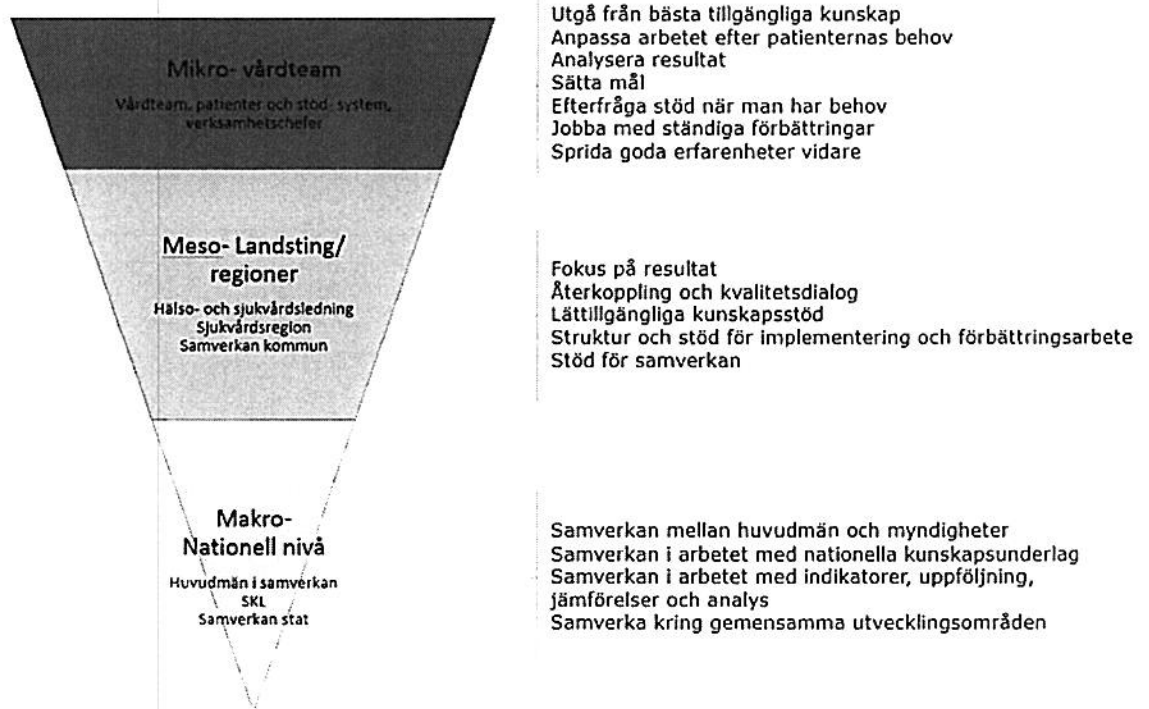 Mikro- vårdteam
Vårdteam, patienter och stöd- system,
verksamhetschefer
Utgå från bästa tillgängliga kunskap
Anpassa arbetet efter patienternas behov
Analysera resultat
Sätta mål
Efterfråga stöd när man har behov
Jobba med ständiga förbättringar
Sprida goda erfarenheter vidare
Meso- Landsting/
regioner
Hälso- och sjukvårdsledning
Sjukvårdsregion
Samverkan kommun
Fokus på resultat
Återkoppling och kvalitetsdialog
Lättillgängliga kunskapsstöd
Struktur och stöd för implementering och förbättringsarbete
Stöd för samverkan
Makro-
Nationell nivå
Huvudmän i samverkan
SKL
Samverkan stat
Samverkan mellan huvudmän och myndigheter
Samverkan i arbetet med nationella kunskapsunderlag
Samverkan i arbetet med indikatorer, uppföljning,
jämförelser och analys
Samverka kring gemensamma utvecklingsområden